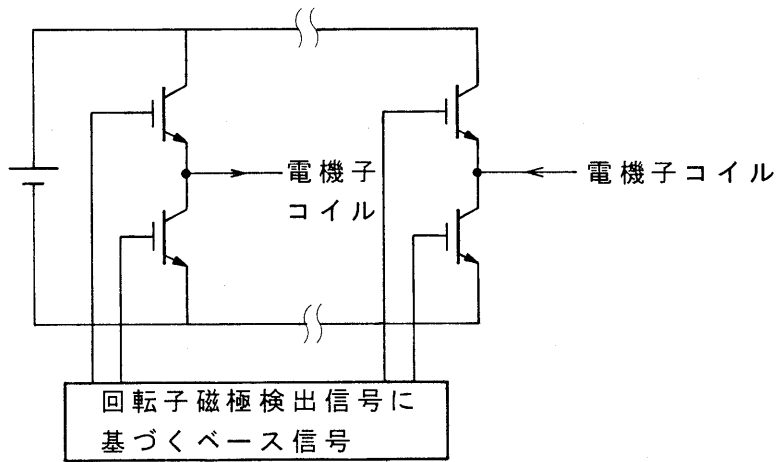 電機子
コイル
電機子コイル
回転子磁極検出信号に
基づくベース信号